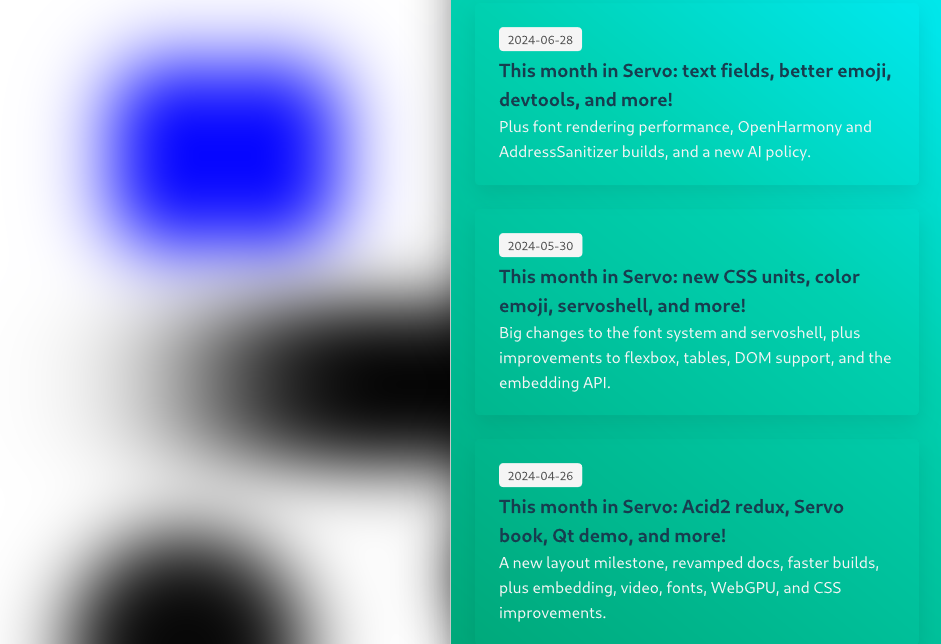 2024-06-28
This month in Servo: text fields, better emoji,
devtools, and more!
Plus font rendering performance, OpenHarmony and
AddressSanitizer builds, and a new AI policy.
2024-05-30
This month in Servo: new CSS units, color
emoji, servoshell, and more!
Big changes to the font system and servoshell, plus
improvements to flexbox, tables, DOM support, and the
embedding API.
2024-04-26
This month in Servo: Acid2 redux, Servo
book, Qt demo, and more!
A new layout milestone, revamped docs, faster builds,
plus embedding, video, fonts, WebGPU, and CSS
improvements.